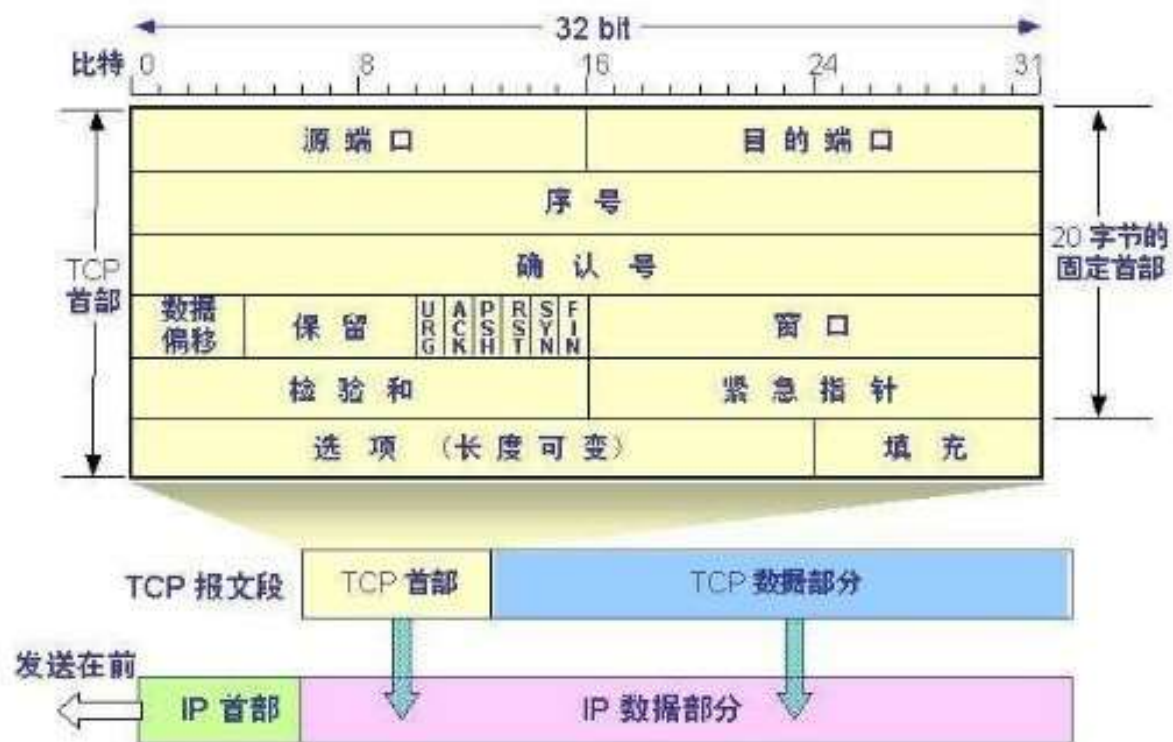 32 bit
比特 0 8 16 24 31
源端口 目的端口
序号
确认号
TCP
首部
20 字节的
固定首部
数据
偏移
保留
URG
ACK
PSH
RST
SYN
FIN
窗口
检验和 紧急指针
选项 (长度可变) 填充
TCP 报文段 TCP 首部 TCP 数据部分
发送在前
IP 首部 IP 数据部分